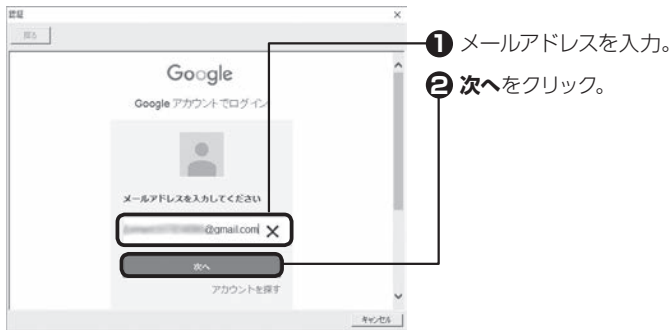 認証
戻る
Google
Google アカウントでログイン
メールアドレスを入力してください
@gmail.com
次へ
アカウントを探す
キャンセル
❶ メールアドレスを入力。
❷ 次へをクリック。